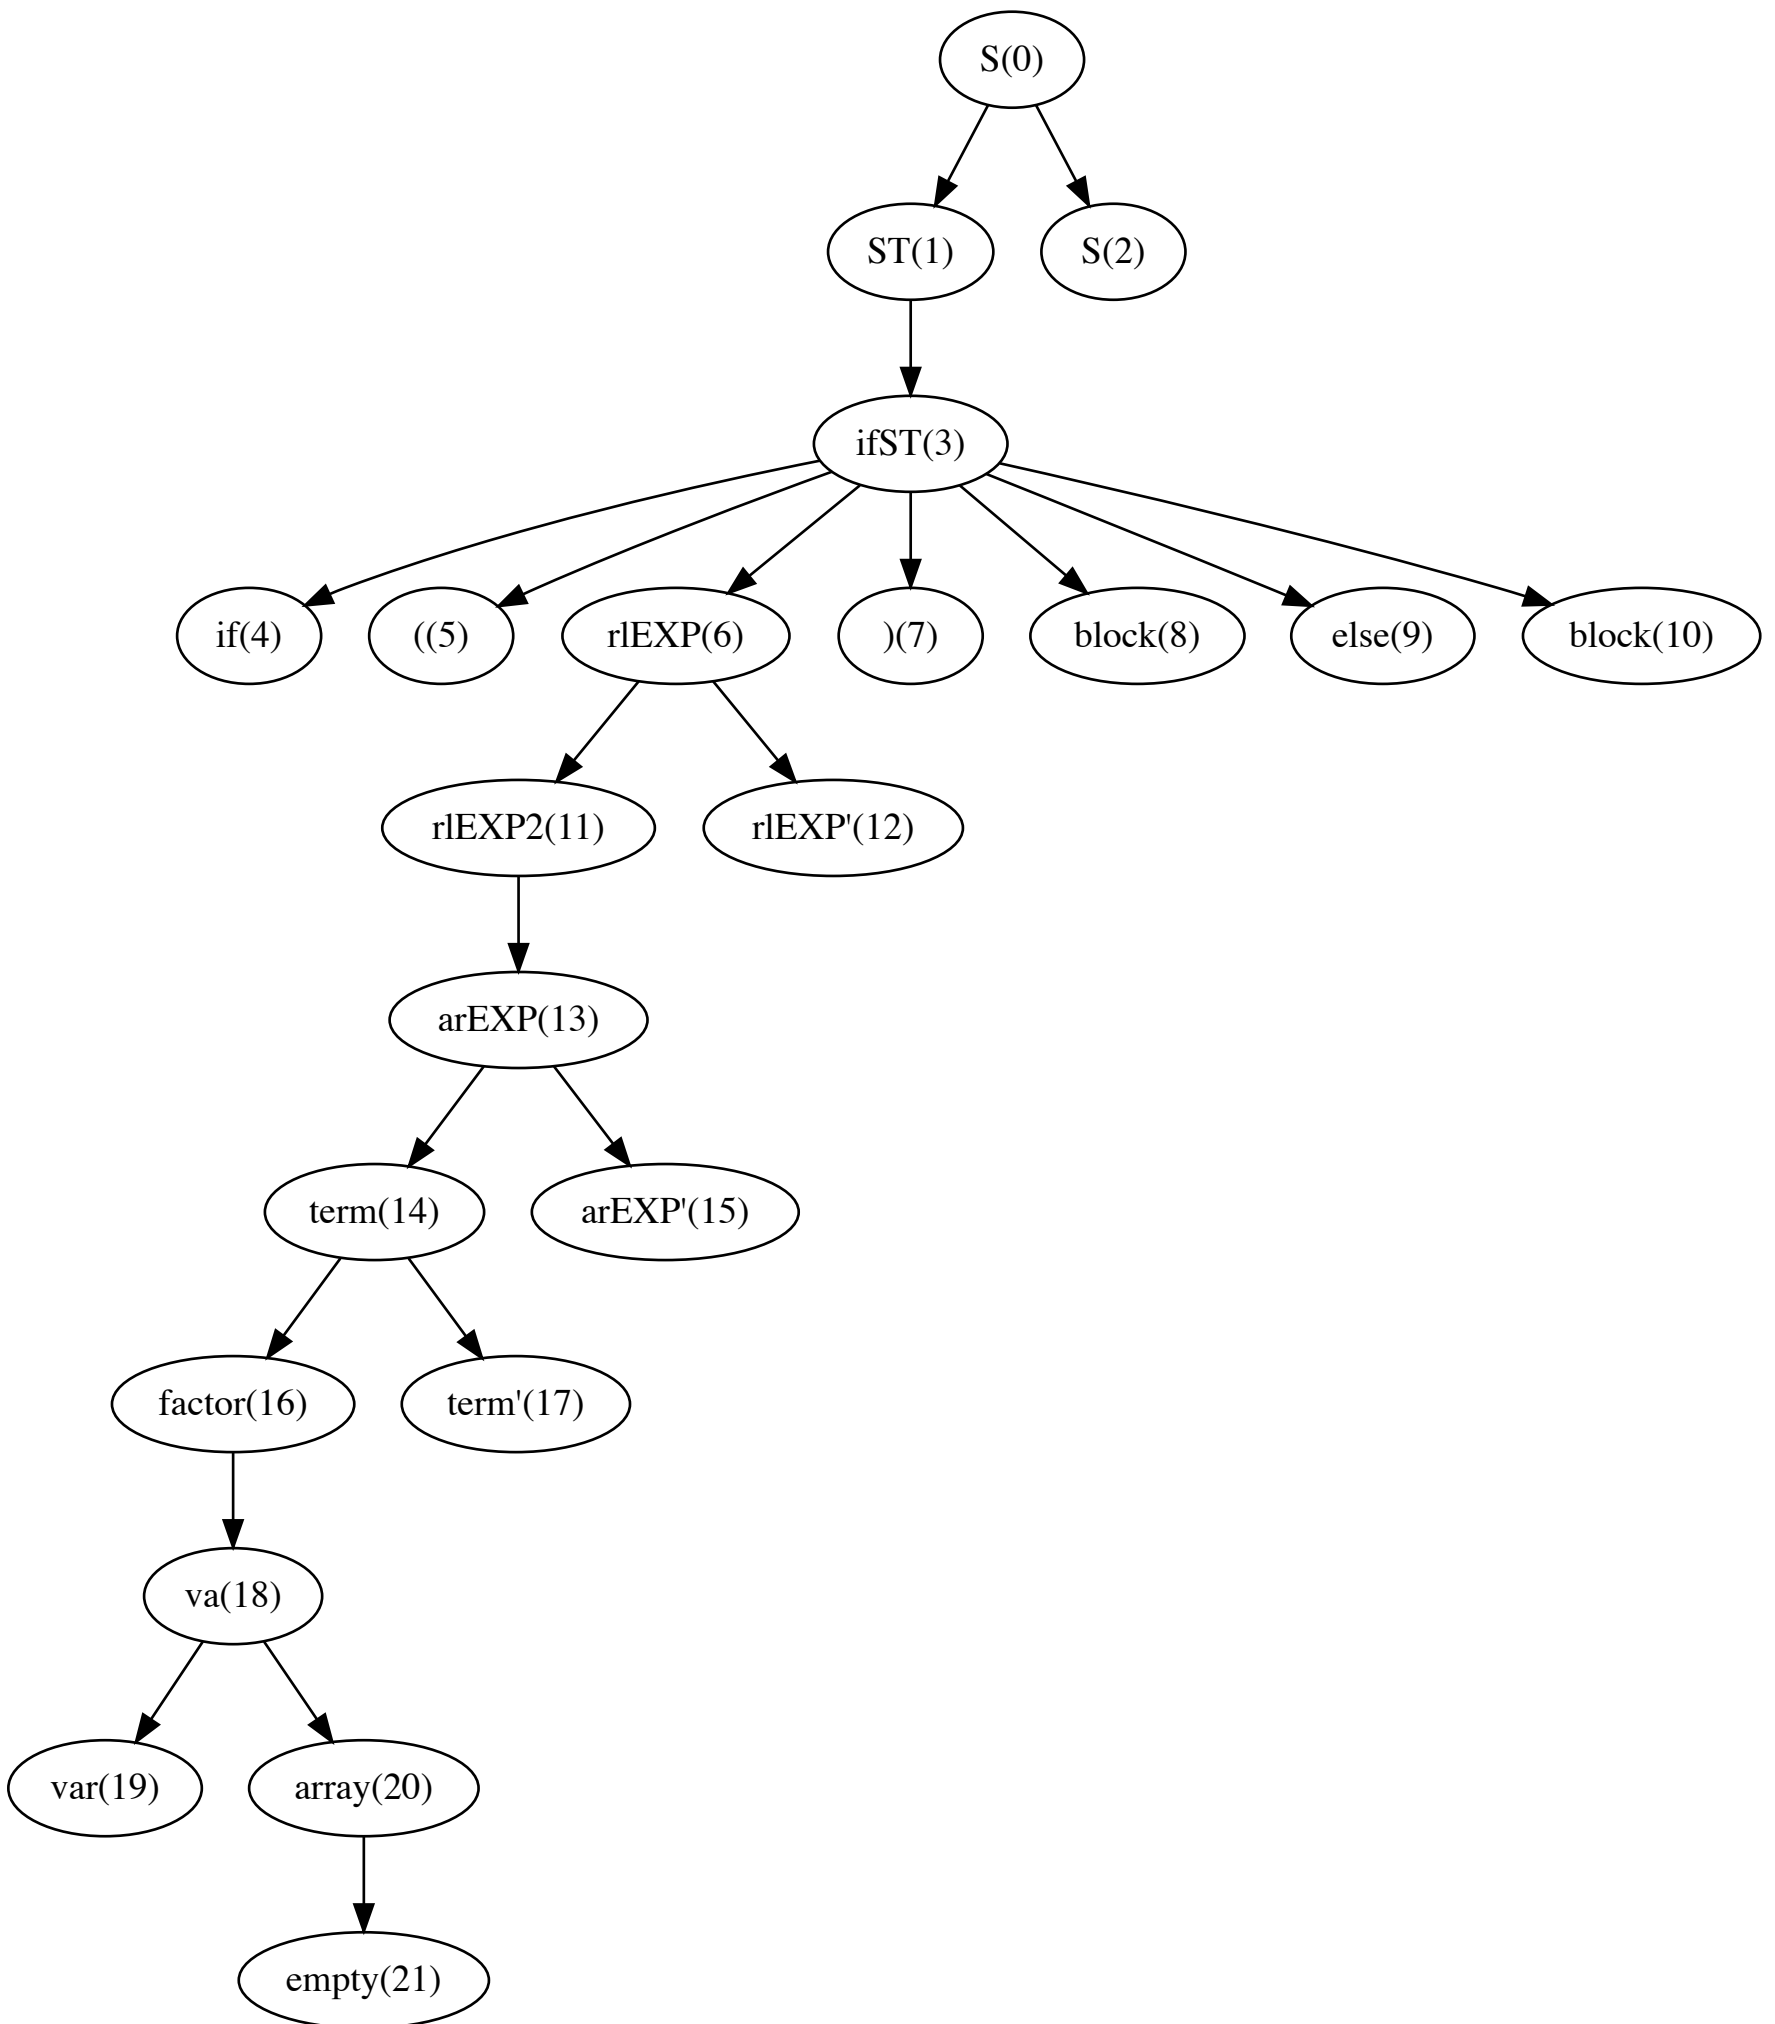 S(0)
ST(1) S(2)
ifST(3)
if(4) ((5) rlEXP(6) )(7) block(8) else(9) block(10)
rlEXP2(11) rlEXP'(12)
arEXP(13)
term(14) arEXP'(15)
factor(16) term'(17)
va(18)
var(19) array(20)
empty(21)